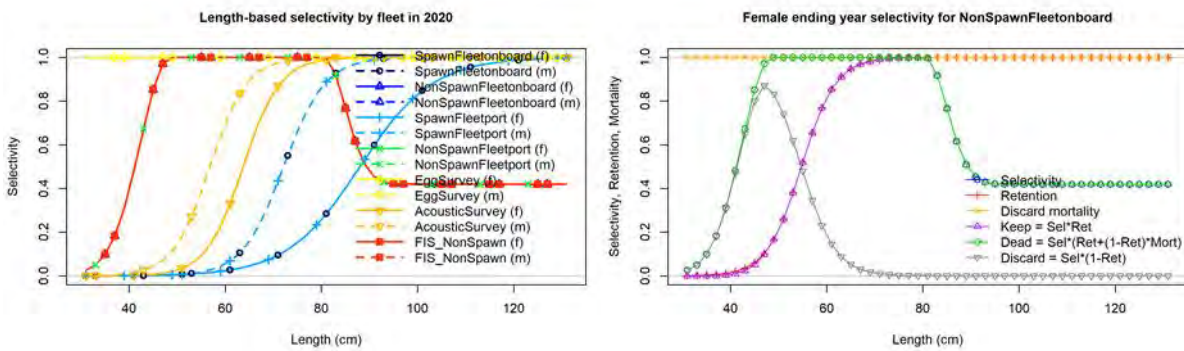 Length-based selectivity by fleet in 2020
Selectivity
1.0
0.8
0.6
0.4
0.2
0.0
SpawnFleetonboard (f)
SpawnFleetonboard (m)
NonSpawnFleetonboard (f)
NonSpawnFleetonboard (m)
SpawnFleetport (f)
SpawnFleetport (m)
NonSpawnFleetport (f)
NonSpawnFleetport (m)
EggSurvey (f)
EggSurvey (m)
AcousticSurvey (f)
AcousticSurvey (m)
FIS_NonSpawn (f)
FIS_NonSpawn (m)
40 60 80 100 120
Length (cm)
Female ending year selectivity for NonSpawnFleetonboard
Selectivity, Retention, Mortality
1.0
0.8
0.6
0.4
0.2
0.0
Selectivity
Retention
Discard mortality
Keep = Sel*Ret
Dead = Sel*(Ret+(1-Ret)*Mort)
Discard = Sel*(1-Ret)
40 60 80 100 120
Length (cm)